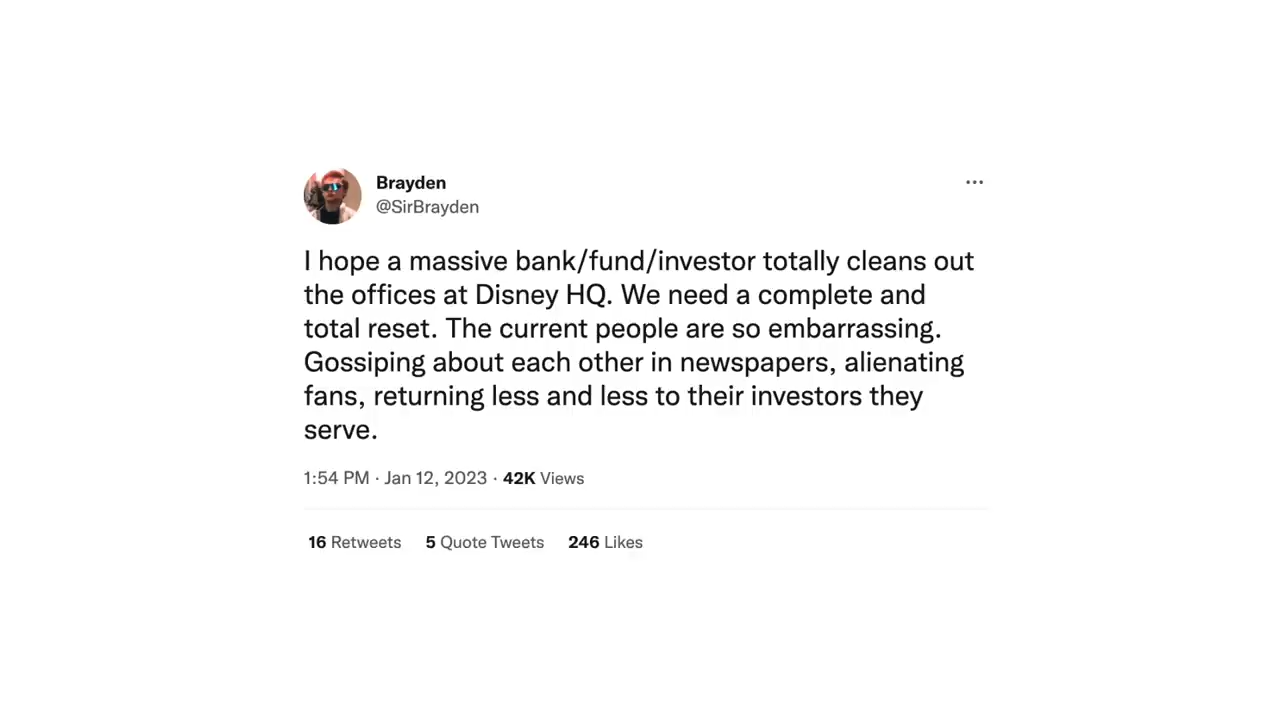 Brayden
@SirBrayden
I hope a massive bank/fund/investor totally cleans out
the offices at Disney HQ. We need a complete and
total reset. The current people are so embarrassing.
Gossiping about each other in newspapers, alienating
fans, returning less and less to their investors they
serve.
1:54 PM · Jan 12, 2023 · 42K Views
16 Retweets 5 Quote Tweets 246 Likes